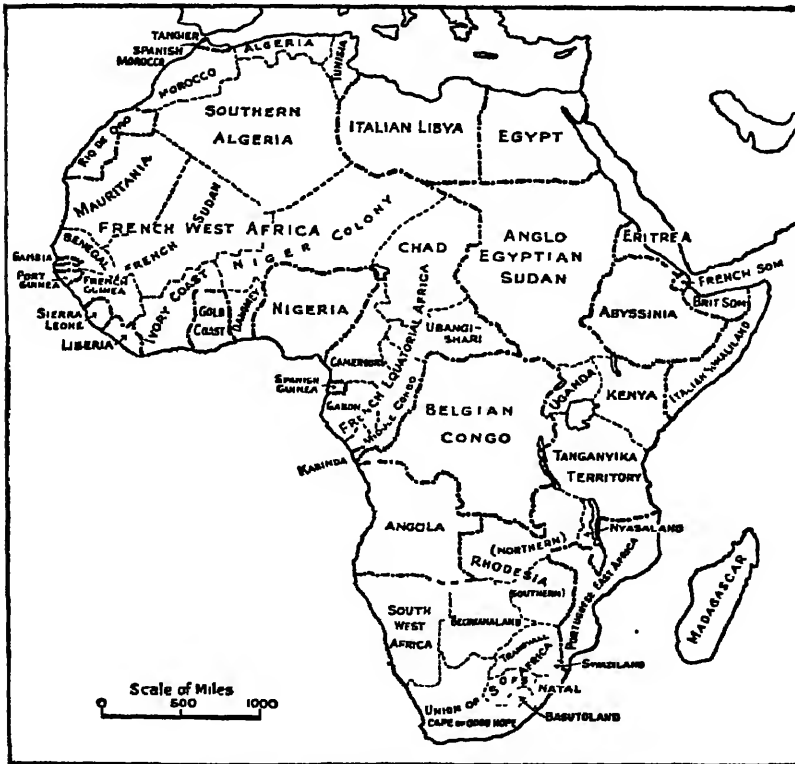 TANGIER
SPANISH
MOROCCO
ALGERIA
TUNISIA
MOROCCO
SOUTHERN
ALGERIA
ITALIAN LIBYA
EGYPT
RIO DE ORO
MAURITANIA
FRENCH WEST AFRICA
FRENCH SUDAN
NIGER COLONY
CHAD
ANGLO
EGYPTIAN
SUDAN
ERITREA
FRENCH SOM
BRIT SOM
ABYSSINIA
ITALIAN SOMALILAND
SENEGAL
GAMBIA
PORT
GUINEA
FRENCH
GUINEA
SIERRA
LEONE
LIBERIA
IVORY COAST
GOLD
COAST
NIGERIA
UBANGI-
SHARI
CAMEROONS
FRENCH EQUATORIAL AFRICA
SPANISH
GUINEA
GABON
MIDDLE CONGO
KABINDA
BELGIAN
CONGO
UGANDA
KENYA
TANGANYIKA
TERRITORY
ANGOLA
NYASALAND
(NORTHERN)
RHODESIA
(SOUTHERN)
PORTUGUESE EAST AFRICA
MADAGASCAR
SOUTH
WEST
AFRICA
BECHUANALAND
TRANSVAAL
SWAZILAND
UNION OF
S OF AFRICA
NATAL
CAPE OF GOOD HOPE
BASUTOLAND
Scale of Miles
0 500 1000